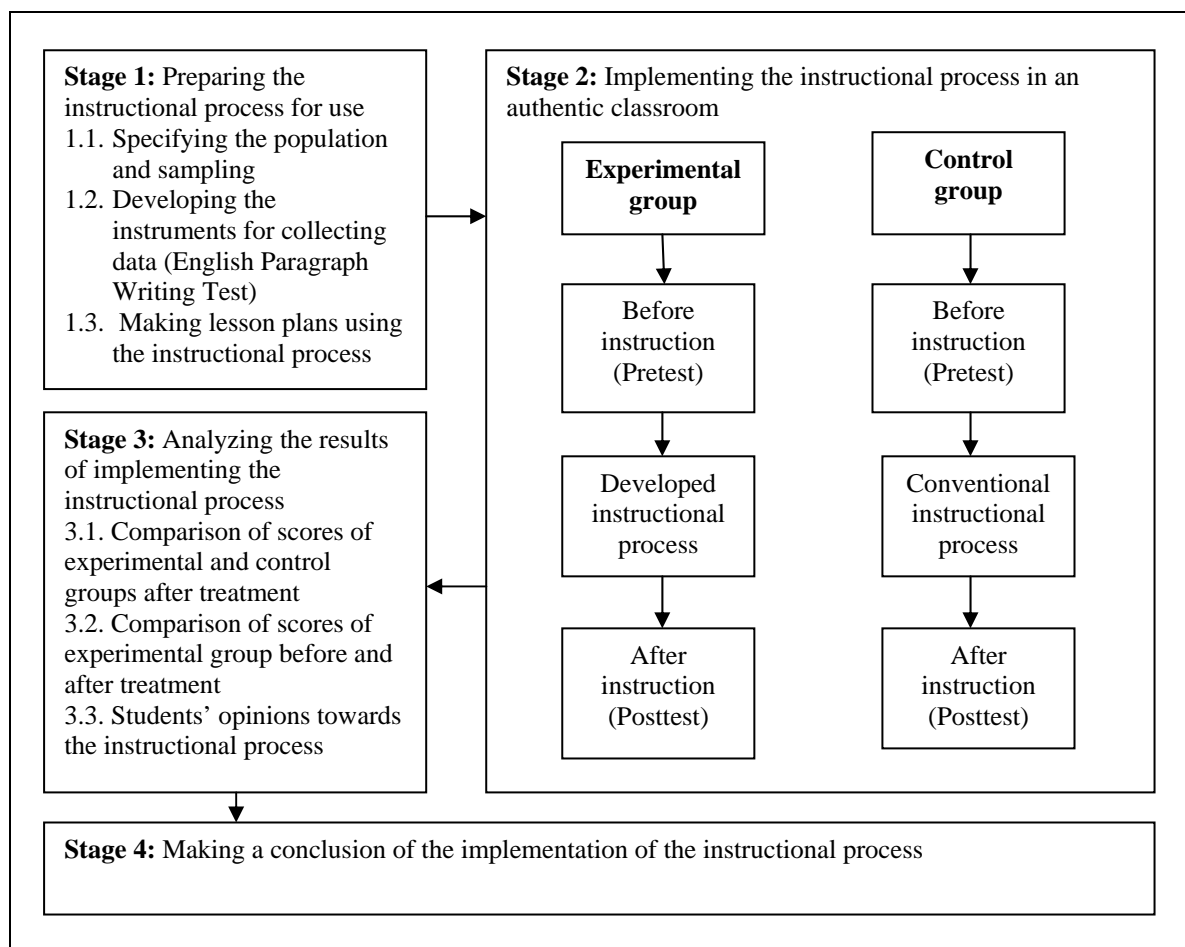 Stage 1: Preparing the
instructional process for use
1.1. Specifying the population
and sampling
1.2. Developing the
instruments for collecting
data (English Paragraph
Writing Test)
1.3. Making lesson plans using
the instructional process
Stage 2: Implementing the instructional process in an
authentic classroom
Experimental
group
Before
instruction
(Pretest)
Developed
instructional
process
After
instruction
(Posttest)
Control
group
Before
instruction
(Pretest)
Conventional
instructional
process
After
instruction
(Posttest)
Stage 3: Analyzing the results
of implementing the
instructional process
3.1. Comparison of scores of
experimental and control
groups after treatment
3.2. Comparison of scores of
experimental group before and
after treatment
3.3. Students’ opinions towards
the instructional process
Stage 4: Making a conclusion of the implementation of the instructional process